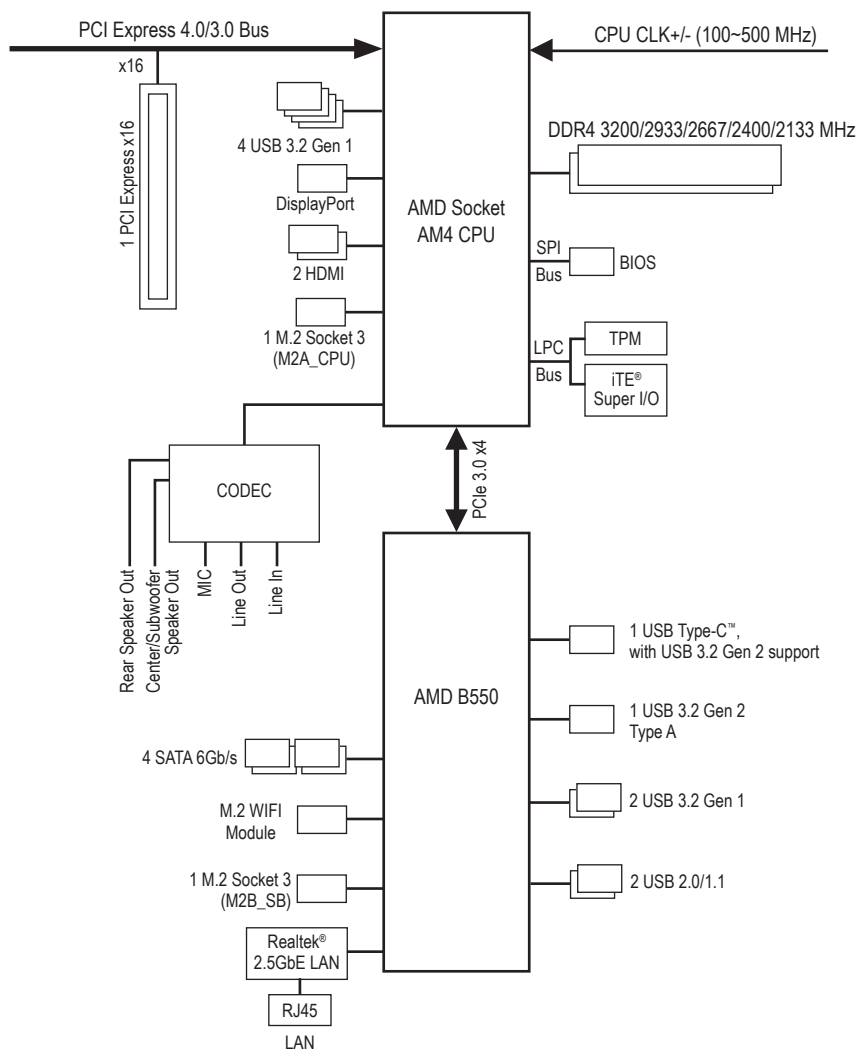 PCI Express 4.0/3.0 Bus
CPU CLK+/- (100~500 MHz)
x16
1 PCI Express x16
4 USB 3.2 Gen 1
DisplayPort
2 HDMI
1 M.2 Socket 3
(M2A_CPU)
AMD Socket
AM4 CPU
DDR4 3200/2933/2667/2400/2133 MHz
SPI
Bus
BIOS
LPC
Bus
TPM
iTE®
Super I/O
PCIe 3.0 x4
CODEC
Rear Speaker Out
Center/Subwoofer
Speaker Out
MIC
Line Out
Line In
AMD B550
1 USB Type-C™,
with USB 3.2 Gen 2 support
1 USB 3.2 Gen 2
Type A
2 USB 3.2 Gen 1
2 USB 2.0/1.1
4 SATA 6Gb/s
M.2 WIFI
Module
1 M.2 Socket 3
(M2B_SB)
Realtek®
2.5GbE LAN
RJ45
LAN